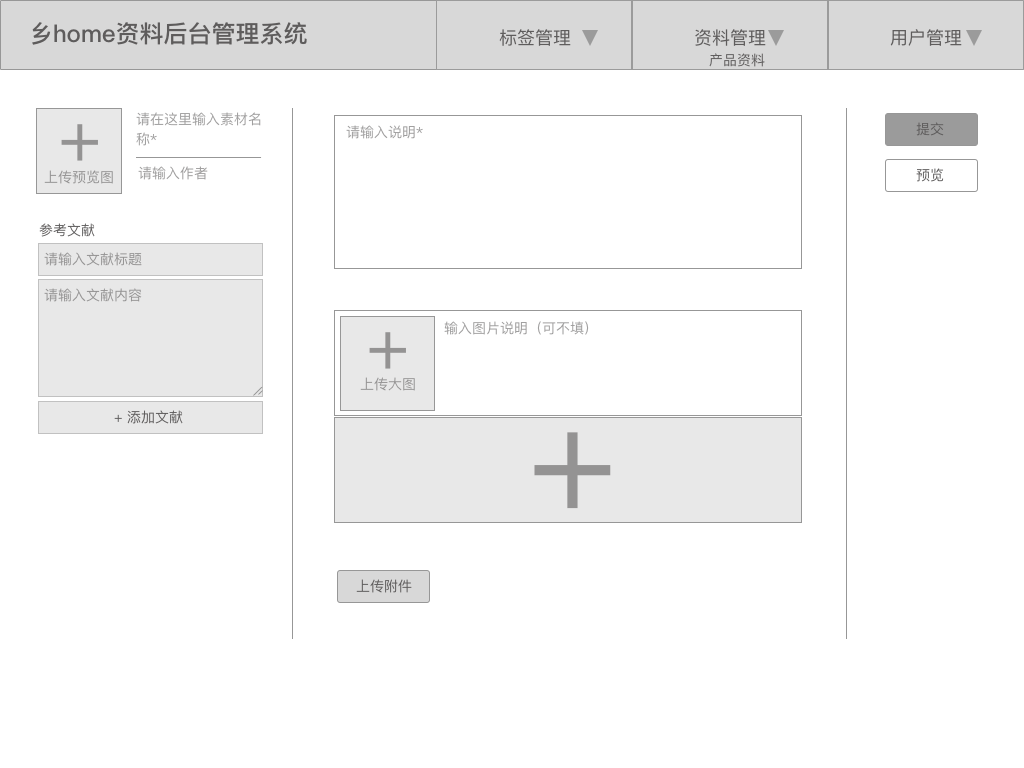 乡home资料后台管理系统
标签管理 ▼
资料管理▼
产品资料
用户管理▼
上传预览图
请在这里输入素材名
称*
请输入作者
参考文献
请输入文献标题
请输入文献内容
+ 添加文献
请输入说明*
上传大图
输入图片说明（可不填）
上传附件
提交
预览